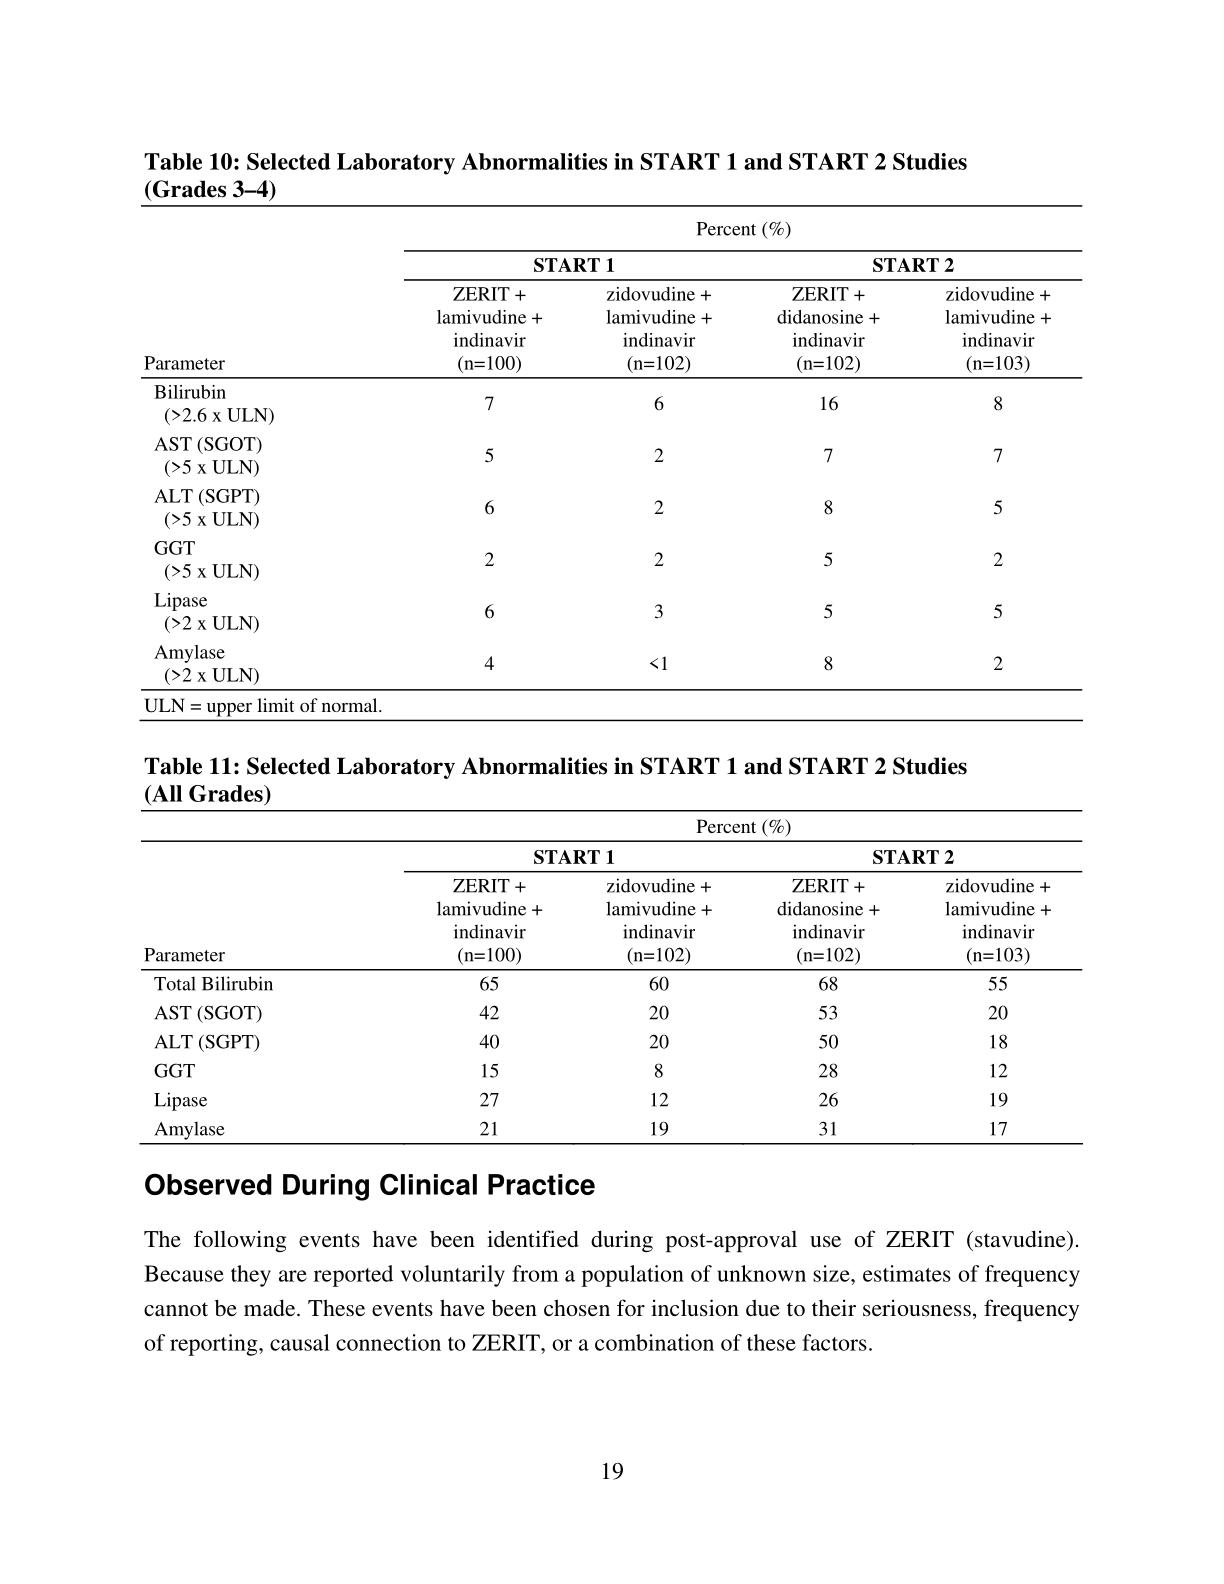 Table 10: Selected Laboratory Abnormalities in START 1 and START 2 Studies
(Grades 3–4)
Percent (%)
START 1 START 2
ZERIT + zidovudine + ZERIT + zidovudine +
lamivudine + lamivudine + didanosine + lamivudine +
indinavir indinavir indinavir indinavir
Parameter (n=100) (n=102) (n=102) (n=103)
Bilirubin
(>2.6 x ULN) 7 6 16 8
AST (SGOT)
(>5 x ULN) 5 2 7 7
ALT (SGPT)
(>5 x ULN) 6 2 8 5
GGT
(>5 x ULN) 2 2 5 2
Lipase
(>2 x ULN) 6 3 5 5
Amylase
(>2 x ULN) 4 <1 8 2
ULN = upper limit of normal.
Table 11: Selected Laboratory Abnormalities in START 1 and START 2 Studies
(All Grades)
Percent (%)
START 1 START 2
ZERIT + zidovudine + ZERIT + zidovudine +
lamivudine + lamivudine + didanosine + lamivudine +
indinavir indinavir indinavir indinavir
Parameter (n=100) (n=102) (n=102) (n=103)
Total Bilirubin 65 60 68 55
AST (SGOT) 42 20 53 20
ALT (SGPT) 40 20 50 18
GGT 15 8 28 12
Lipase 27 12 26 19
Amylase 21 19 31 17
Observed During Clinical Practice
The following events have been identified during post-approval use of ZERIT (stavudine).
Because they are reported voluntarily from a population of unknown size, estimates of frequency
cannot be made. These events have been chosen for inclusion due to their seriousness, frequency
of reporting, causal connection to ZERIT, or a combination of these factors.
19